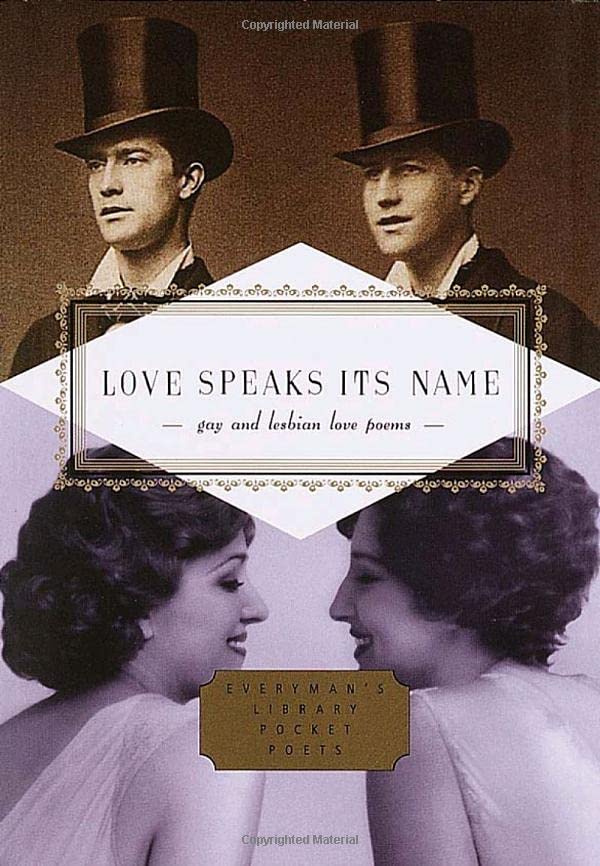 Copyrighted Material
LOVE SPEAKS ITS NAME
— gay and lesbian love poems —
EVERYMAN'S
LIBRARY
POCKET
POETS
Copyrighted Material